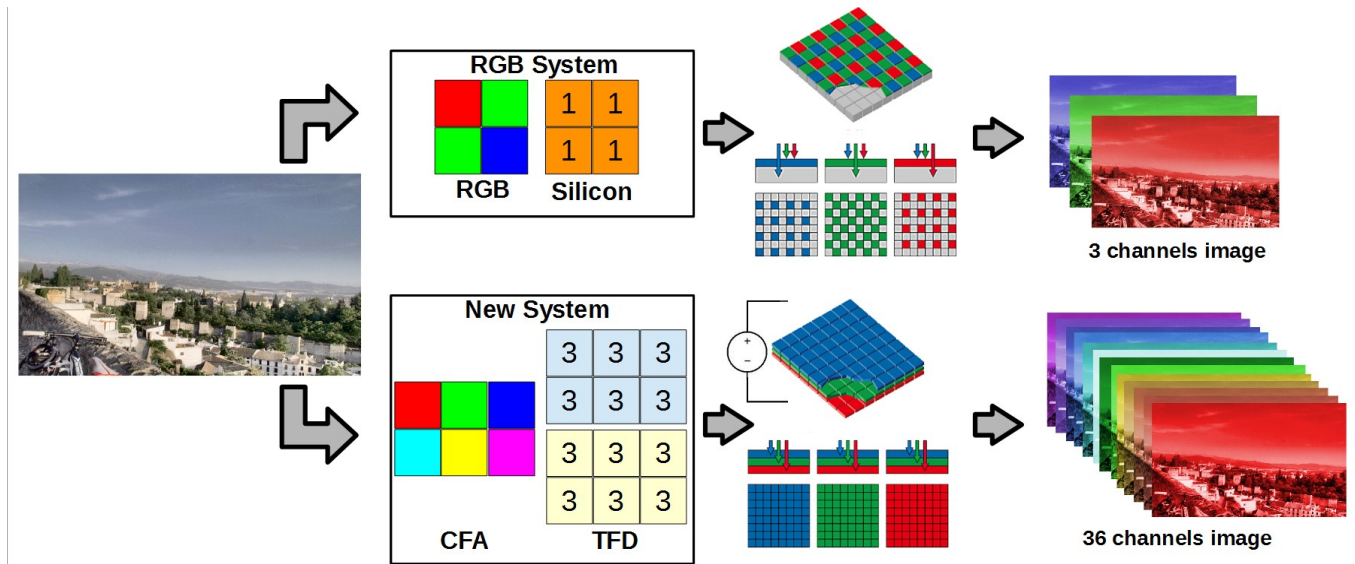 RGB System
1 1
1 1
RGB Silicon
3 channels image
New System
3 3 3
3 3 3
3 3 3
3 3 3
CFA TFD
+
−
36 channels image